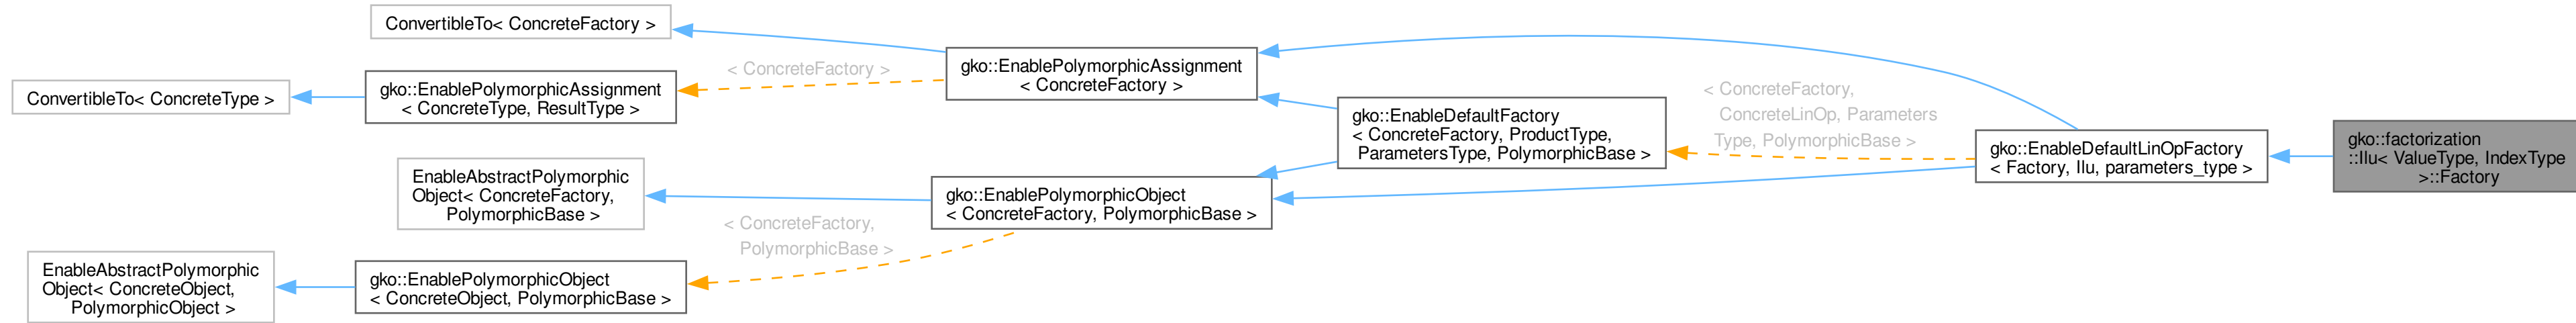 ConvertibleTo< ConcreteFactory >
ConvertibleTo< ConcreteType >
gko::EnablePolymorphicAssignment
< ConcreteType, ResultType >
< ConcreteFactory >
gko::EnablePolymorphicAssignment
< ConcreteFactory >
EnableAbstractPolymorphic
Object< ConcreteFactory,
PolymorphicBase >
gko::EnablePolymorphicObject
< ConcreteFactory, PolymorphicBase >
< ConcreteFactory,
PolymorphicBase >
EnableAbstractPolymorphic
Object< ConcreteObject,
PolymorphicObject >
gko::EnablePolymorphicObject
< ConcreteObject, PolymorphicBase >
gko::EnableDefaultFactory
< ConcreteFactory, ProductType,
ParametersType, PolymorphicBase >
< ConcreteFactory,
ConcreteLinOp, Parameters
Type, PolymorphicBase >
gko::EnableDefaultLinOpFactory
< Factory, Ilu, parameters_type >
gko::factorization
::Ilu< ValueType, IndexType
>::Factory